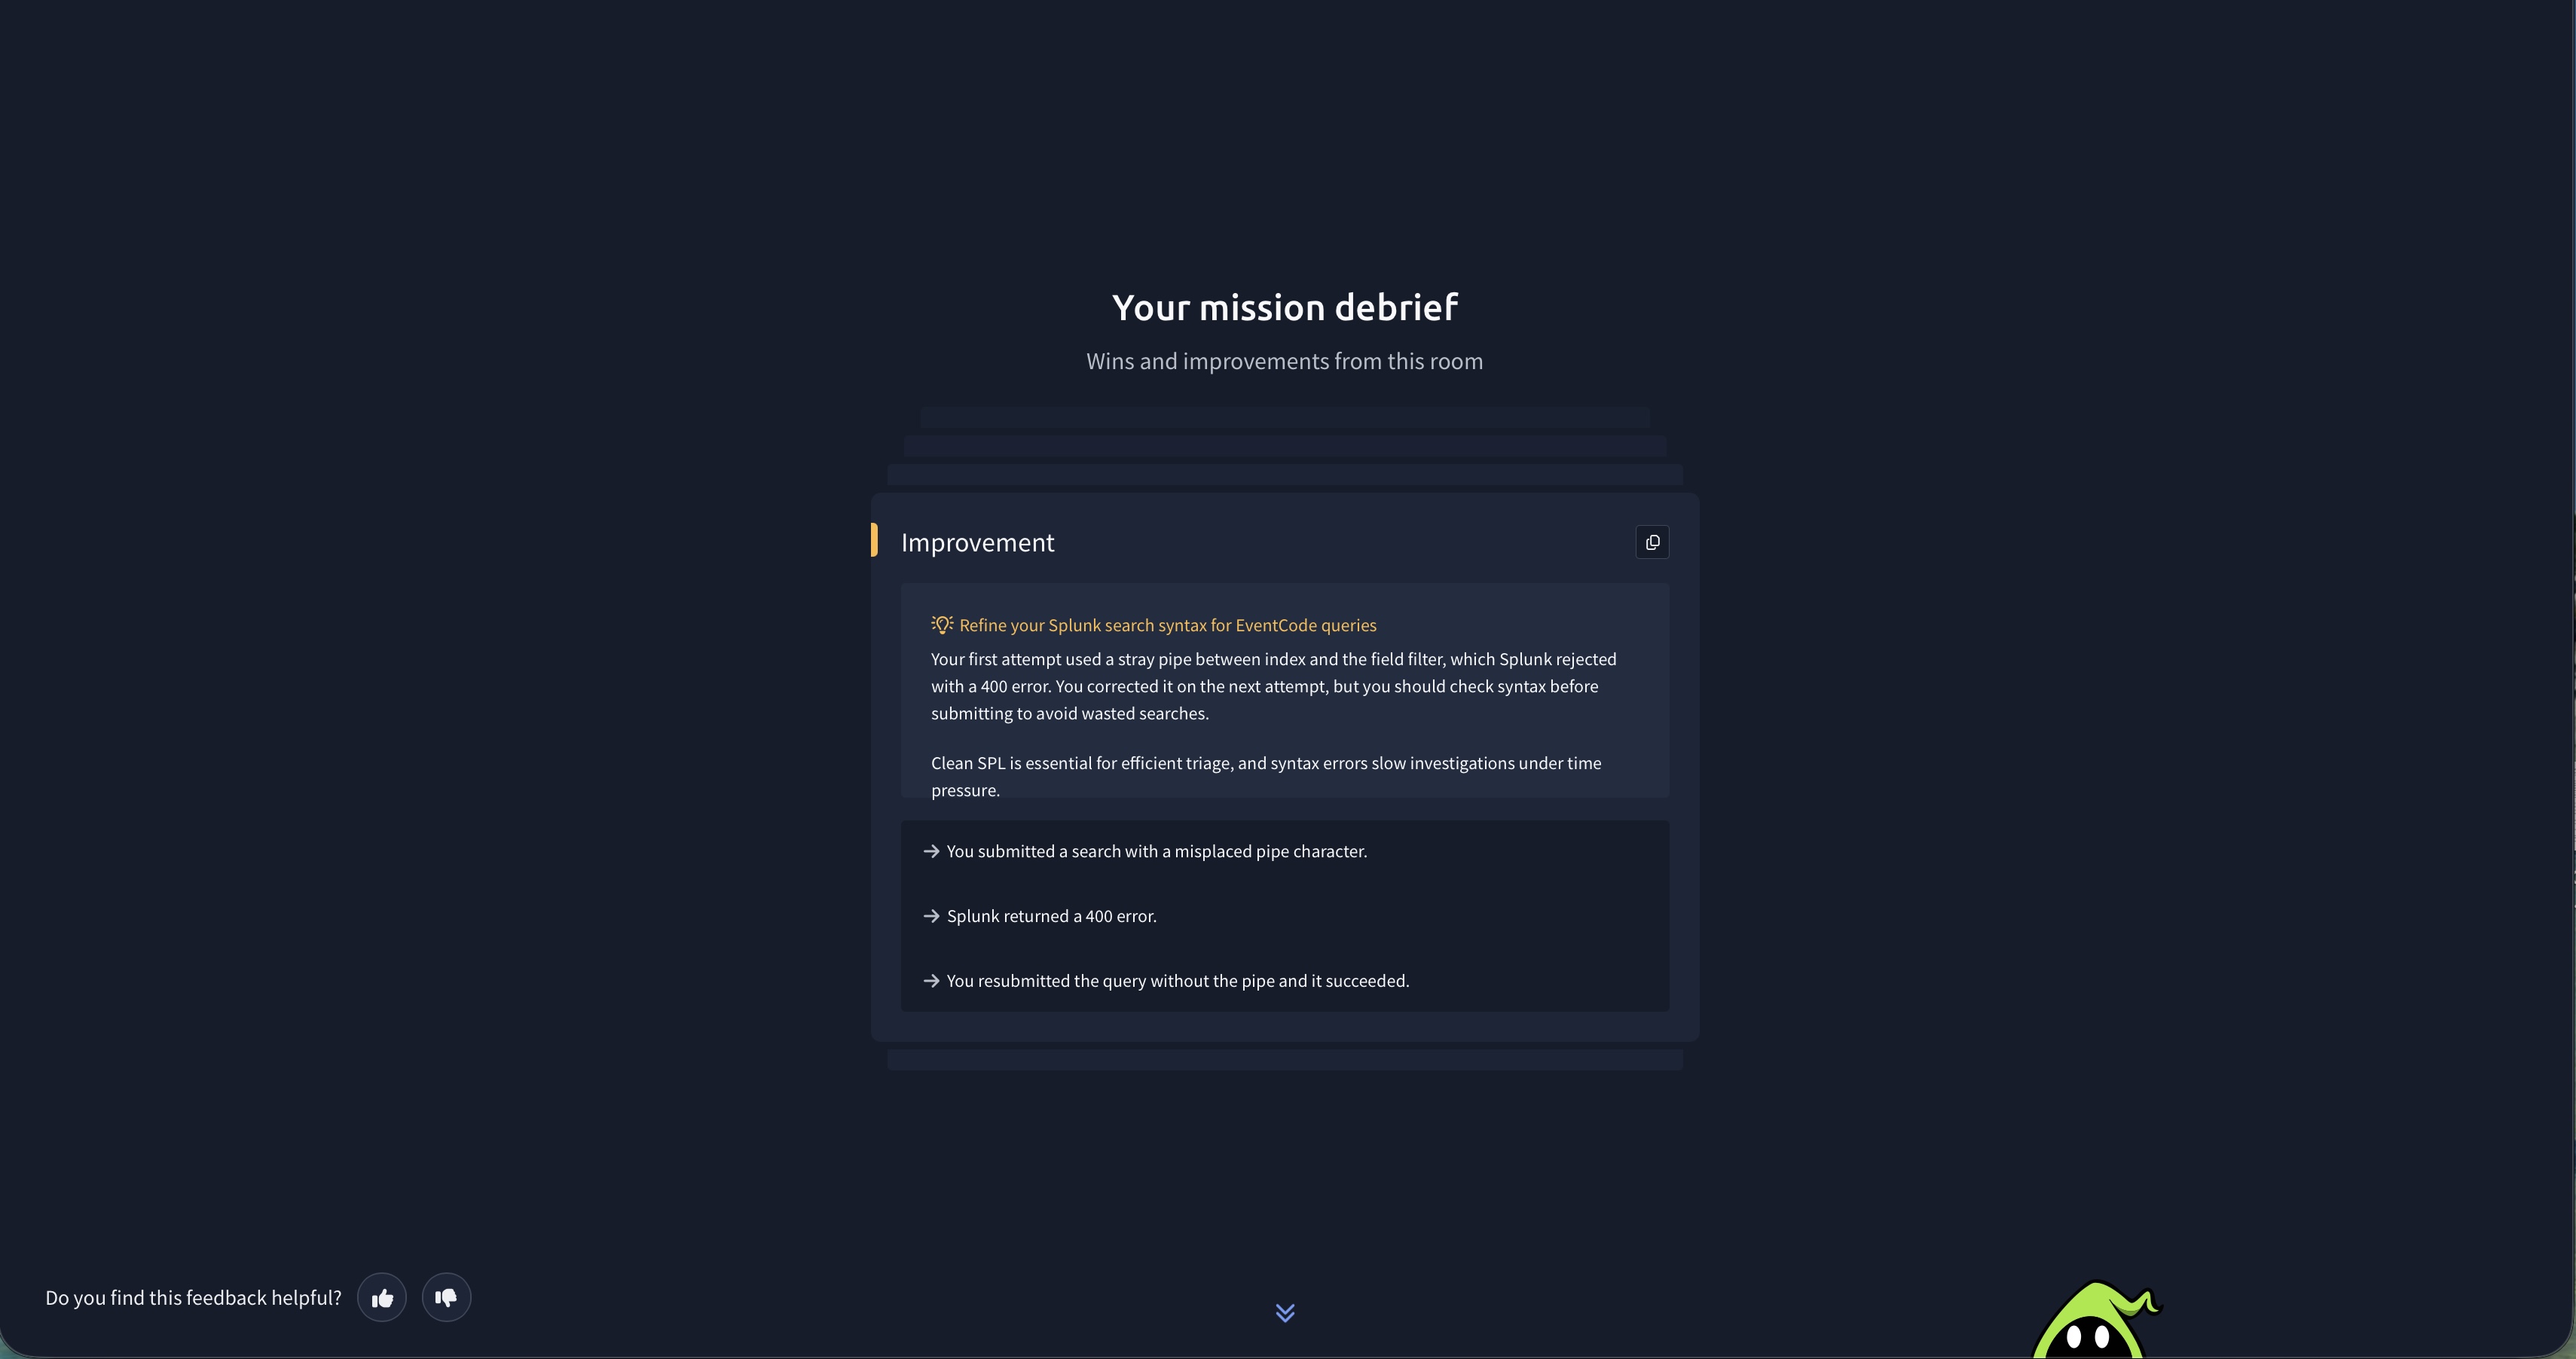 Your mission debrief
Wins and improvements from this room
Improvement
Refine your Splunk search syntax for EventCode queries
Your first attempt used a stray pipe between index and the field filter, which Splunk rejected
with a 400 error. You corrected it on the next attempt, but you should check syntax before
submitting to avoid wasted searches.
Clean SPL is essential for efficient triage, and syntax errors slow investigations under time
pressure.
You submitted a search with a misplaced pipe character.
Splunk returned a 400 error.
You resubmitted the query without the pipe and it succeeded.
Do you find this feedback helpful?